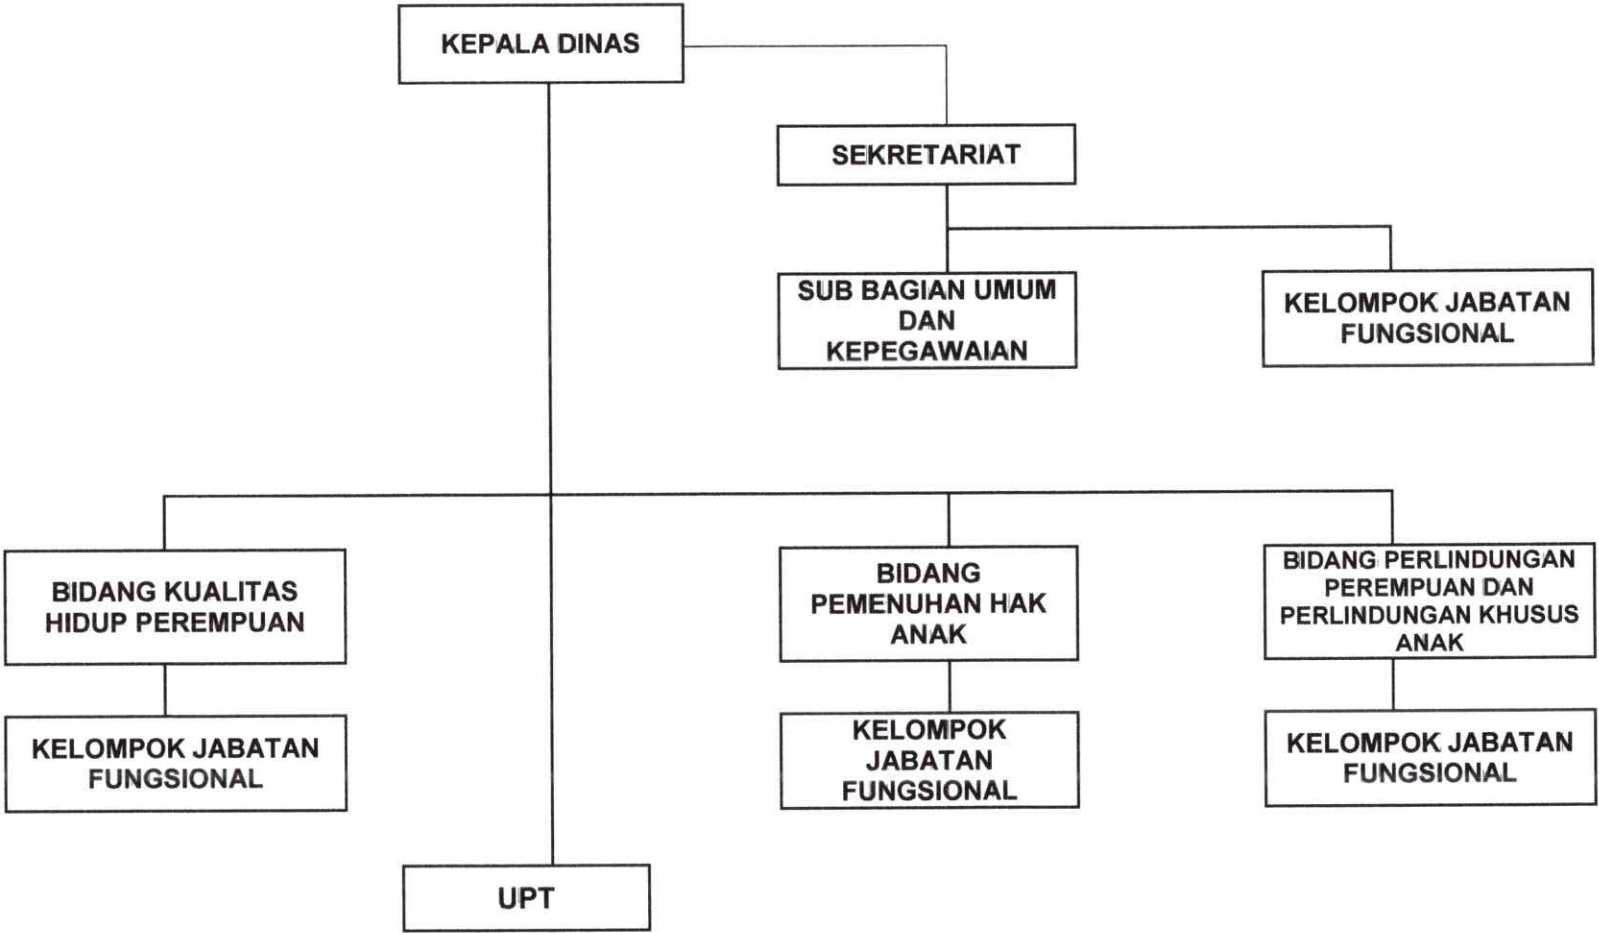 KEPALA DINAS
SEKRETARIAT
SUB BAGIAN UMUM
DAN
KEPEGAWAIAN
KELOMPOK JABATAN
FUNGSIONAL
BIDANG KUALITAS
HIDUP PEREMPUAN
BIDANG
PEMENUHAN HAK
ANAK
BIDANG PERLINDUNGAN
PEREMPUAN DAN
PERLINDUNGAN KHUSUS
ANAK
KELOMPOK JABATAN
FUNGSIONAL
KELOMPOK
JABATAN
FUNGSIONAL
KELOMPOK JABATAN
FUNGSIONAL
UPT